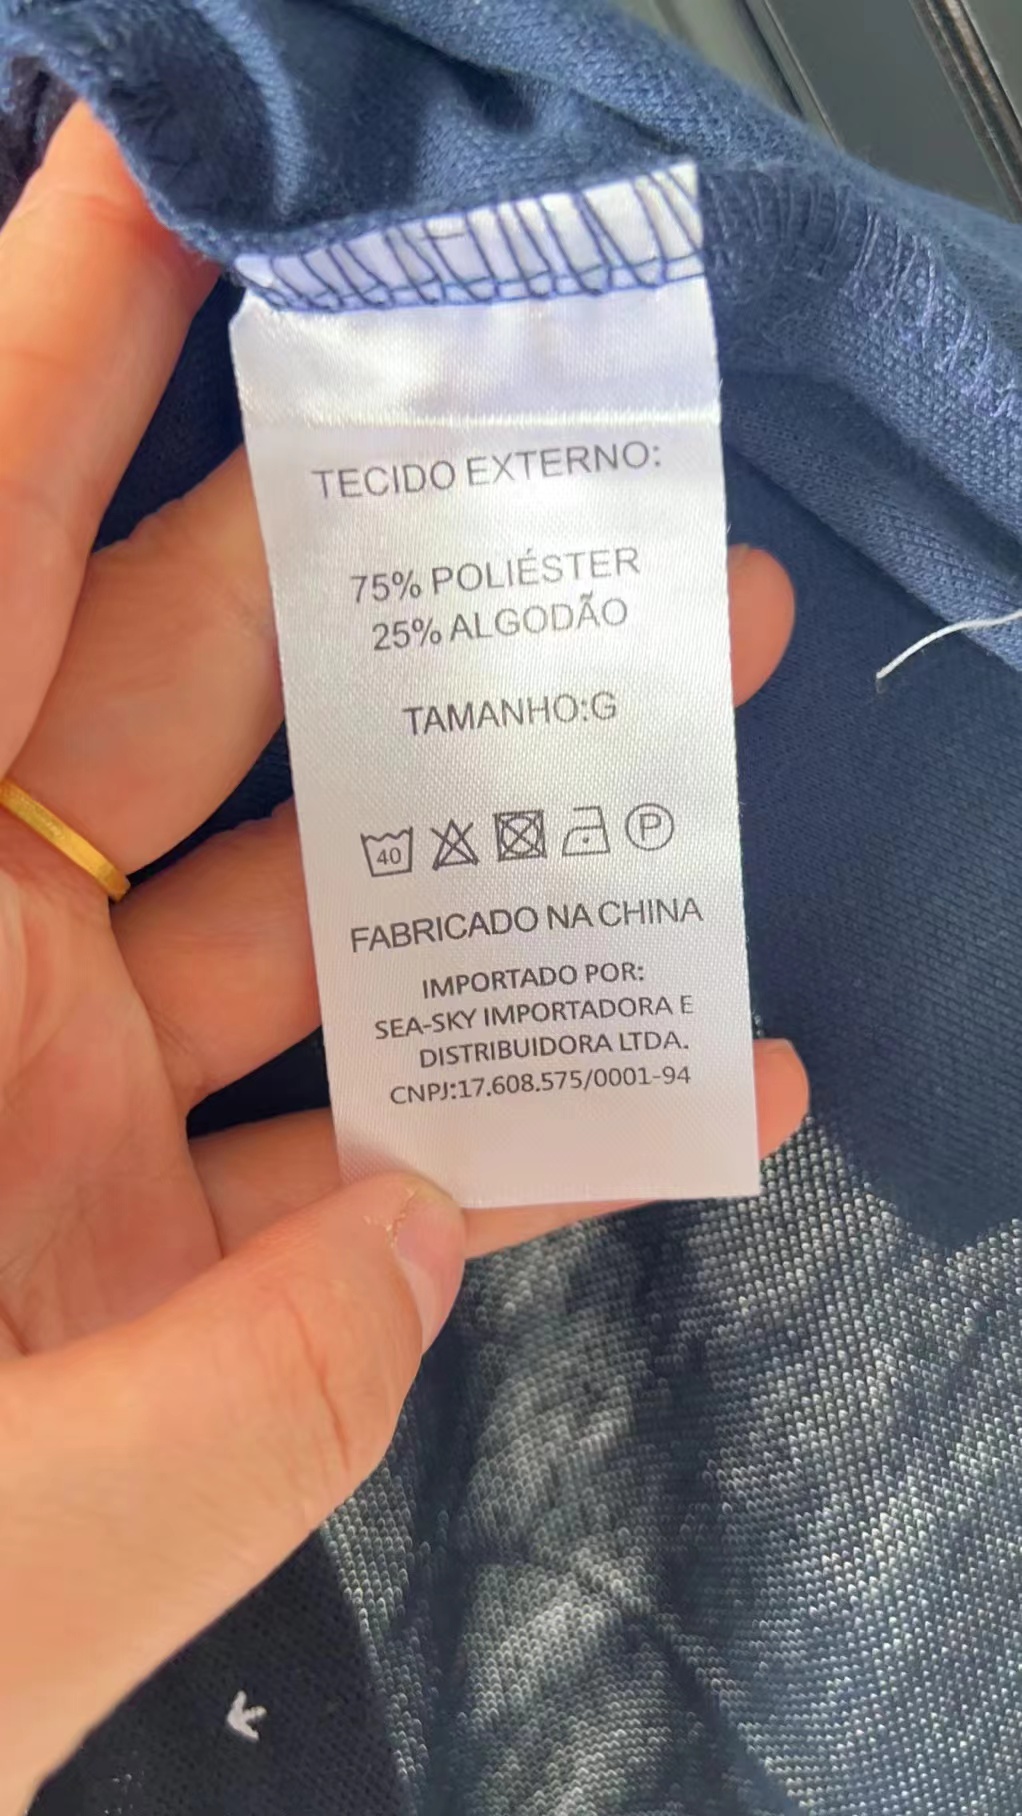 TECIDO EXTERNO:
75% POLIÉSTER
25% ALGODÃO
TAMANHO:G
40 P
FABRICADO NA CHINA
IMPORTADO POR:
SEA-SKY IMPORTADORA E
DISTRIBUIDORA LTDA.
CNPJ:17.608.575/0001-94